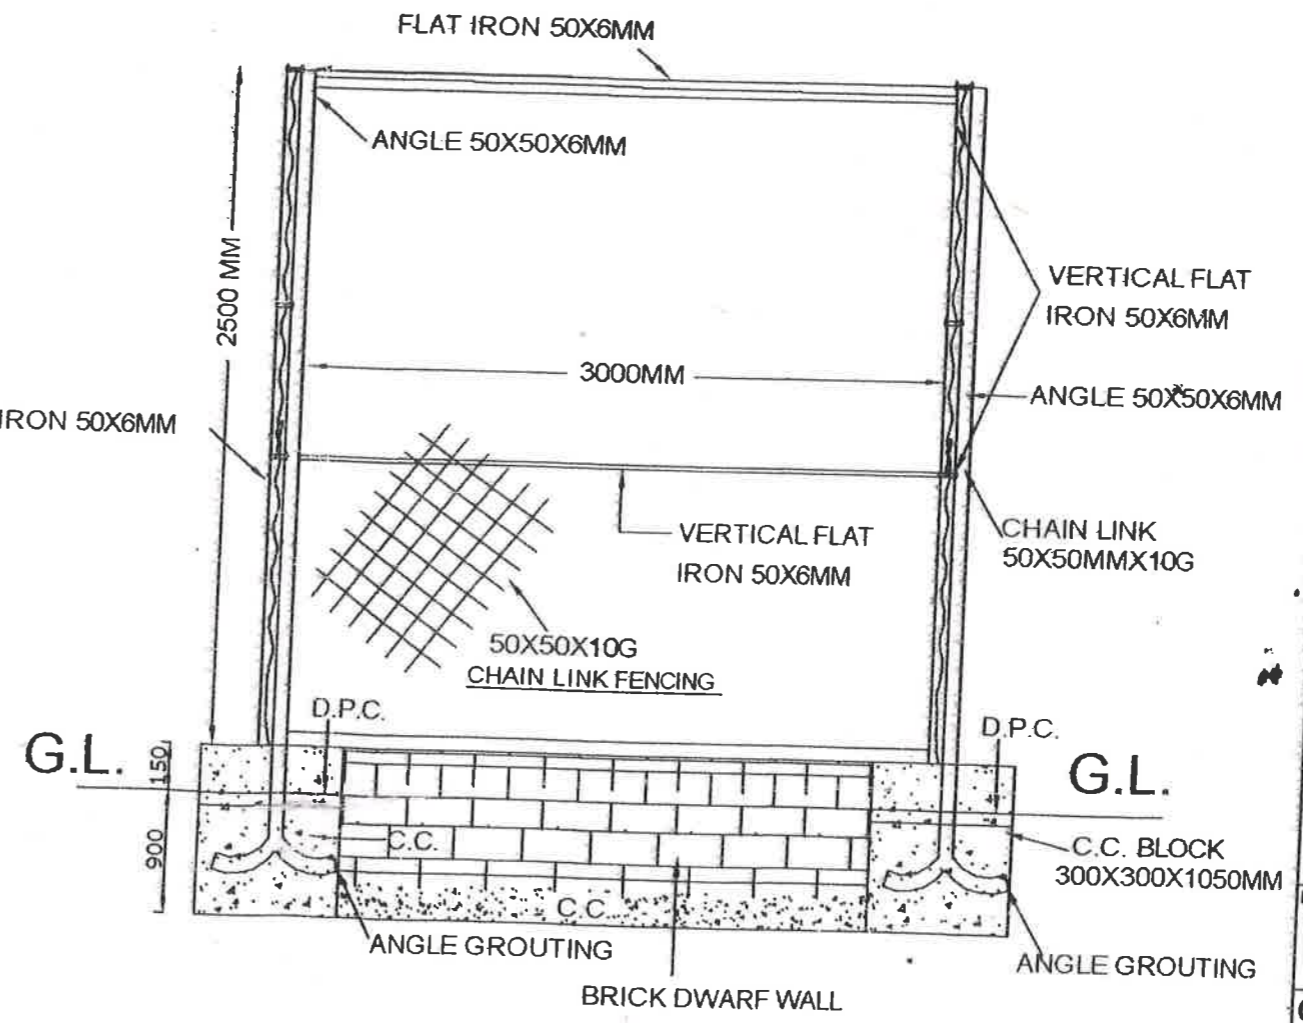 FLAT IRON 50X6MM
ANGLE 50X50X6MM
2500 MM
VERTICAL FLAT
IRON 50X6MM
3000MM
ANGLE 50X50X6MM
IRON 50X6MM
CHAIN LINK
50X50MMX10G
VERTICAL FLAT
IRON 50X6MM
50X50X10G
CHAIN LINK FENCING
D.P.C.
D.P.C.
G.L.
150
G.L.
900
C.C.
C.C. BLOCK
300X300X1050MM
C.C.
ANGLE GROUTING
ANGLE GROUTING
BRICK DWARF WALL